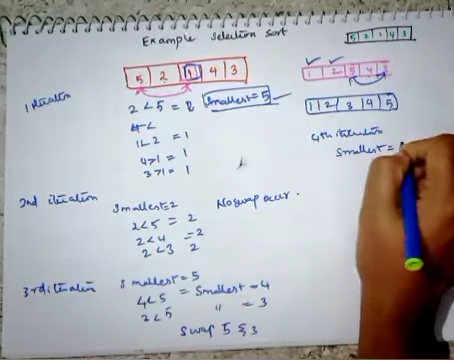 Example Selection Sort
5 2 1 4 3
5 2 1 4 3
1 2 5 4 3
1 2 3 4 5
1 iteration
2 < 5 = 2
Smallest = 5
4 <
1 < 2 = 1
4 > 1 = 1
3 > 1 = 1
4th iteration
Smallest =
2nd iteration
Smallest = 2
No swap occur.
2 < 5 = 2
2 < 4 = 2
2 < 3 2
3rd iteration
Smallest = 5
4 < 5 = Smallest = 4
2 < 5 " = 3
Swap 5 & 3